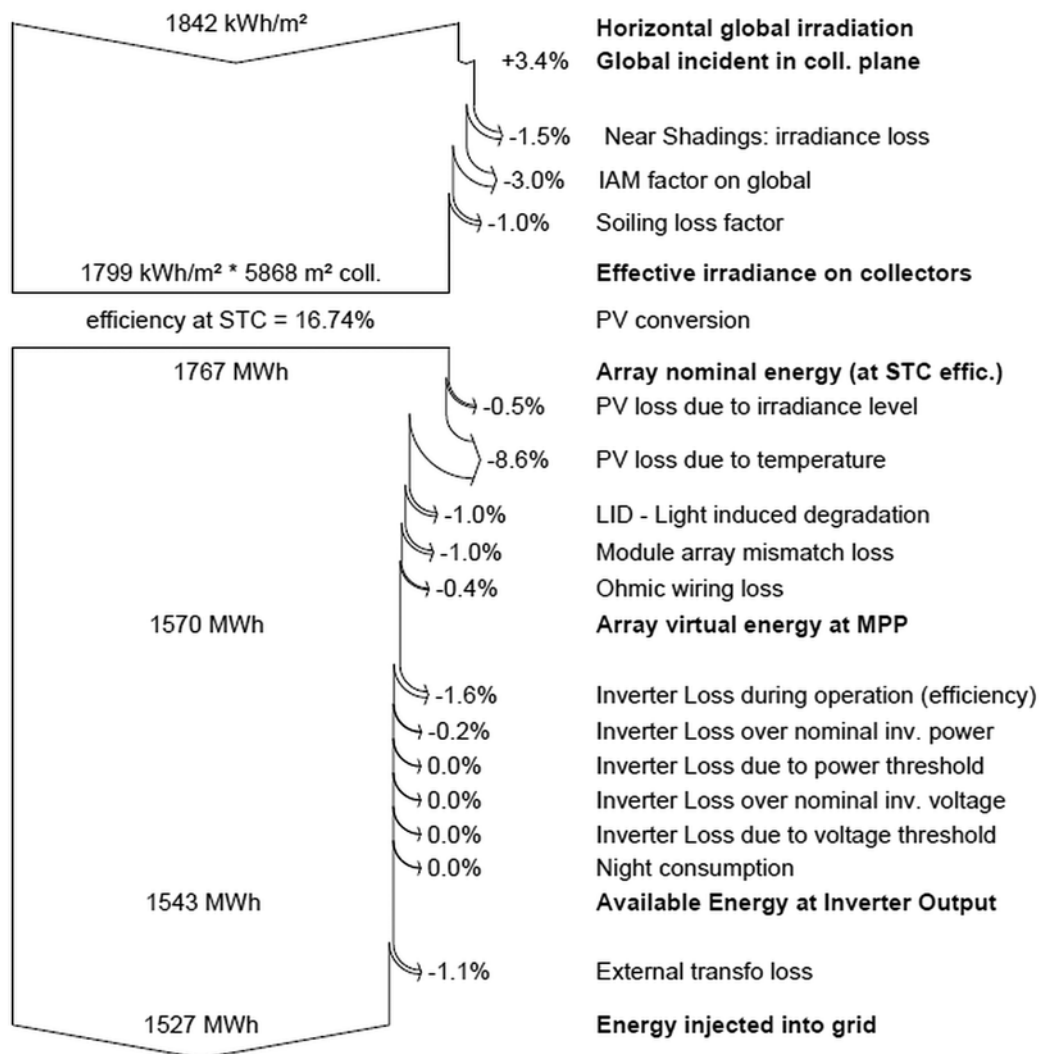 1842 kWh/m² Horizontal global irradiation
+3.4% Global incident in coll. plane
-1.5% Near Shadings: irradiance loss
-3.0% IAM factor on global
-1.0% Soiling loss factor
1799 kWh/m² * 5868 m² coll. Effective irradiance on collectors
efficiency at STC = 16.74% PV conversion
1767 MWh Array nominal energy (at STC effic.)
-0.5% PV loss due to irradiance level
-8.6% PV loss due to temperature
-1.0% LID - Light induced degradation
-1.0% Module array mismatch loss
-0.4% Ohmic wiring loss
1570 MWh Array virtual energy at MPP
-1.6% Inverter Loss during operation (efficiency)
-0.2% Inverter Loss over nominal inv. power
0.0% Inverter Loss due to power threshold
0.0% Inverter Loss over nominal inv. voltage
0.0% Inverter Loss due to voltage threshold
0.0% Night consumption
1543 MWh Available Energy at Inverter Output
-1.1% External transfo loss
1527 MWh Energy injected into grid